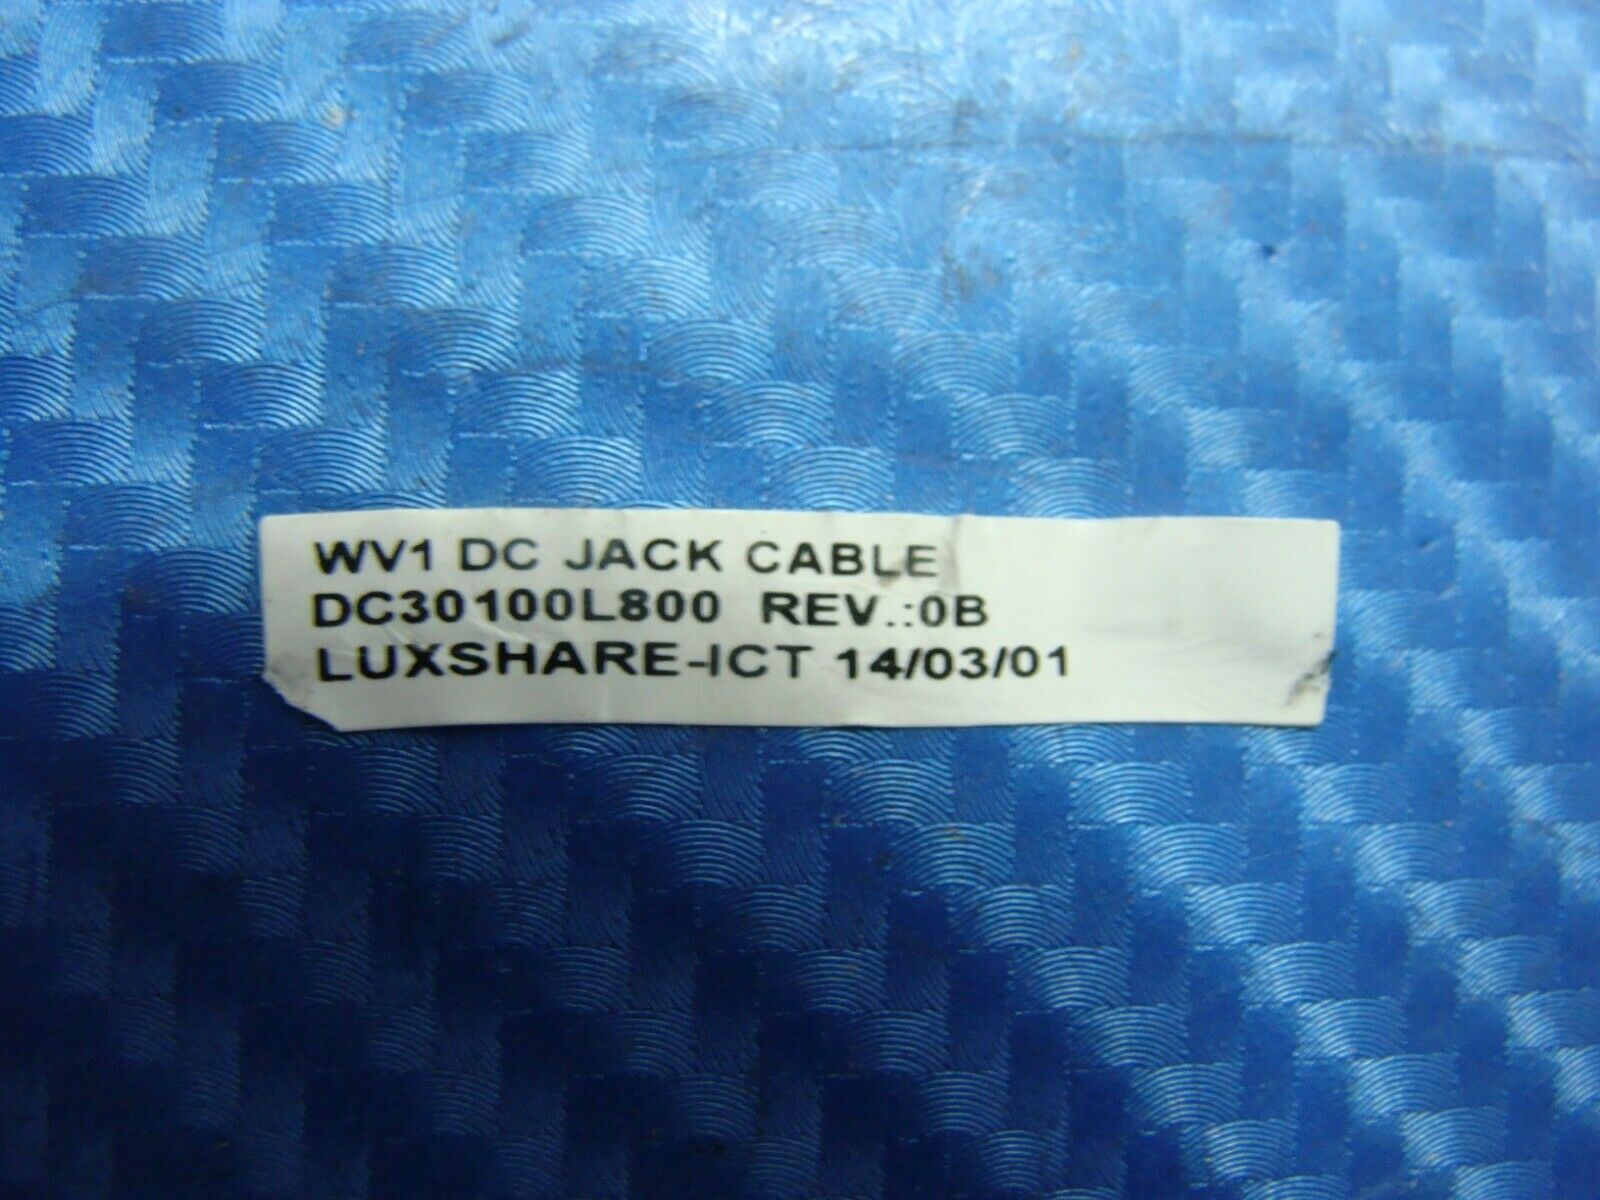 WV1 DC JACK CABLE
DC30100L800 REV.:0B
LUXSHARE-ICT 14/03/01